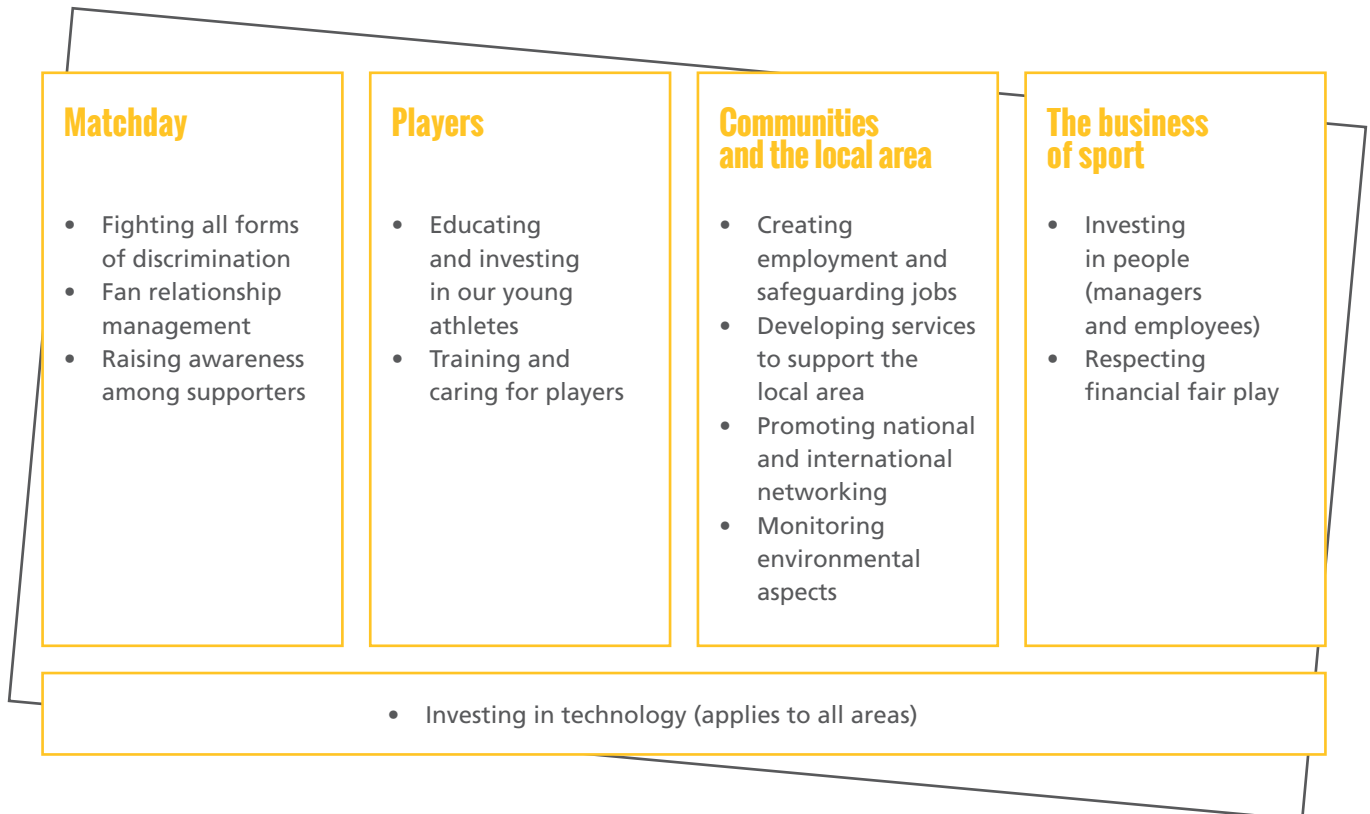 Matchday
• Fighting all forms
of discrimination
• Fan relationship
management
• Raising awareness
among supporters
Players
• Educating
and investing
in our young
athletes
• Training and
caring for players
Communities
and the local area
• Creating
employment and
safeguarding jobs
• Developing services
to support the
local area
• Promoting national
and international
networking
• Monitoring
environmental
aspects
The business
of sport
• Investing
in people
(managers
and employees)
• Respecting
financial fair play
• Investing in technology (applies to all areas)